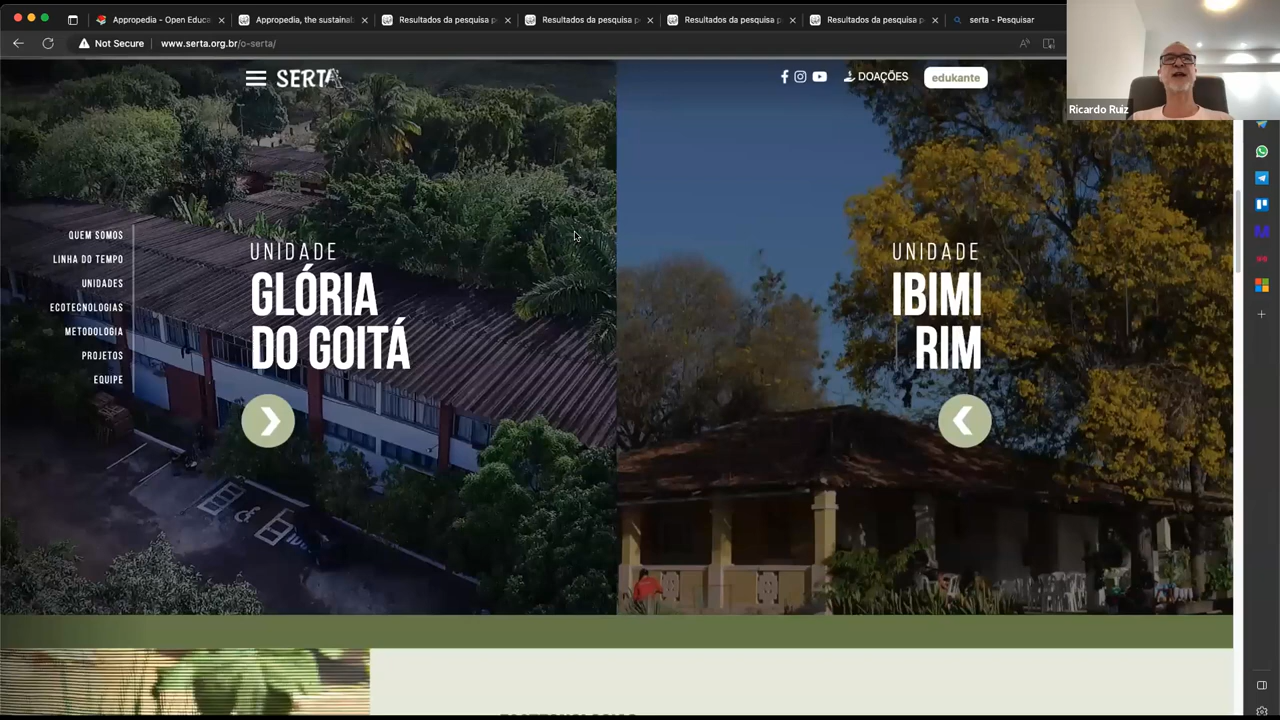 Appropedia - Open Educa
Appropedia, the sustainab
Resultados da pesquisa p
Resultados da pesquisa p
Resultados da pesquisa p
Resultados da pesquisa p
serta - Pesquisar
Not Secure
www.serta.org.br/o-serta/
SERTA
DOAÇÕES
edukante
Ricardo Ruiz
QUEM SOMOS
LINHA DO TEMPO
UNIDADES
ECOTECNOLOGIAS
METODOLOGIA
PROJETOS
EQUIPE
UNIDADE
GLÓRIA
DO GOITÁ
UNIDADE
IBIMI
RIM